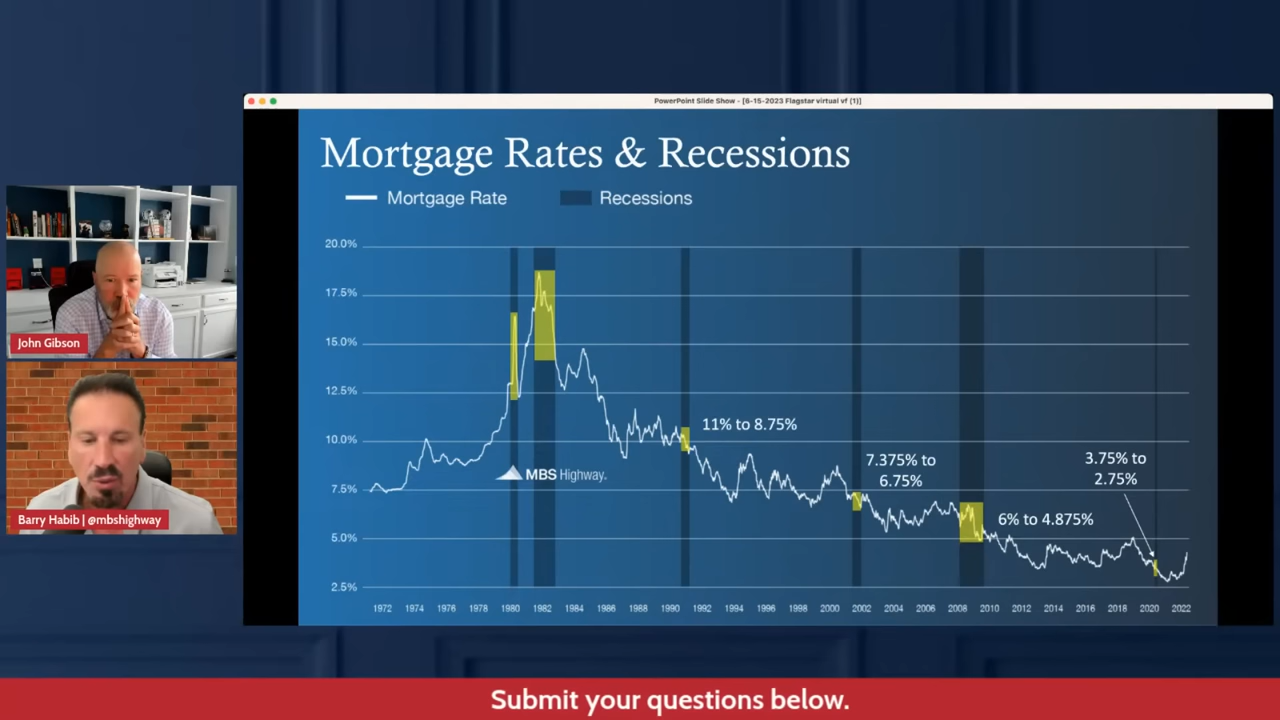 PowerPoint Slide Show - [8-15-2023 Flagstar virtual vf (1)]
Mortgage Rates & Recessions
Mortgage Rate
Recessions
20.0%
17.5%
15.0%
12.5%
10.0%
7.5%
5.0%
2.5%
11% to 8.75%
7.375% to
6.75%
3.75% to
2.75%
6% to 4.875%
MBS Highway.
1972 1974 1976 1978 1980 1982 1984 1986 1988 1990 1992 1994 1996 1998 2000 2002 2004 2006 2008 2010 2012 2014 2016 2018 2020 2022
John Gibson
Barry Habib | @mbshighway
Submit your questions below.